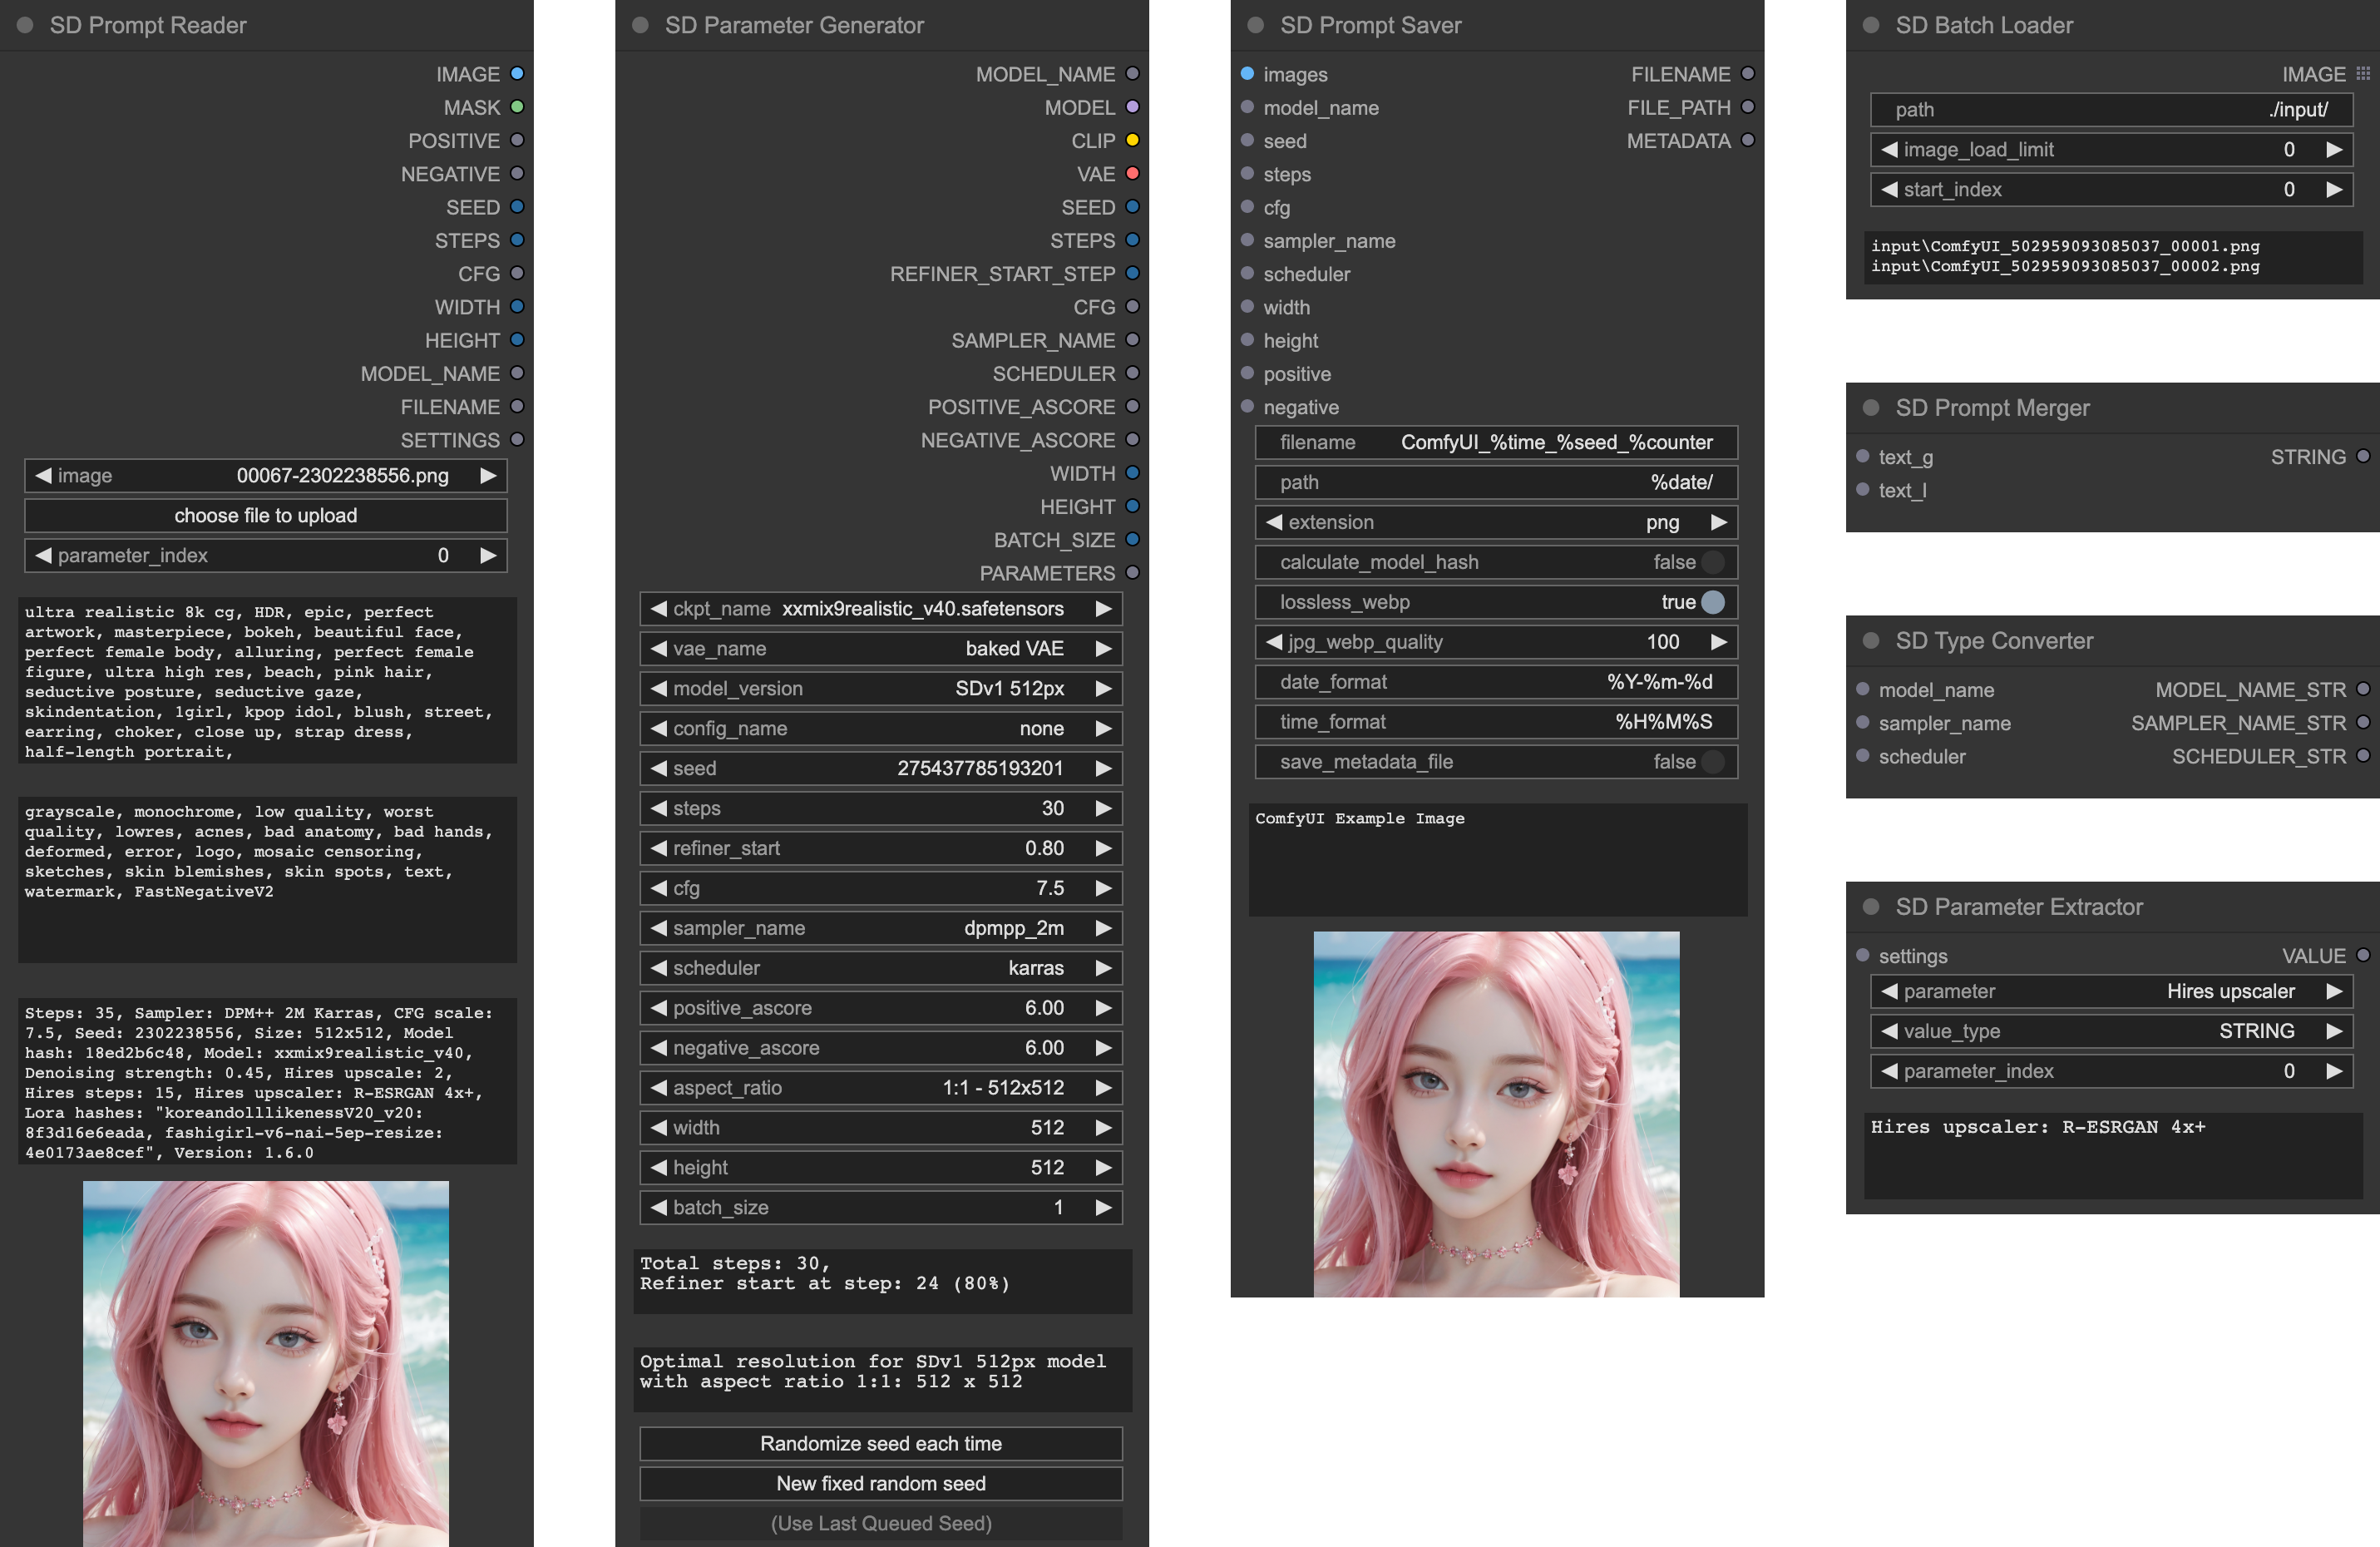 SD Prompt Reader
IMAGE
MASK
POSITIVE
NEGATIVE
SEED
STEPS
CFG
WIDTH
HEIGHT
MODEL_NAME
FILENAME
SETTINGS
image 00067-2302238556.png
choose file to upload
parameter_index 0
ultra realistic 8k cg, HDR, epic, perfect
artwork, masterpiece, bokeh, beautiful face,
perfect female body, alluring, perfect female
figure, ultra high res, beach, pink hair,
seductive posture, seductive gaze,
skindentation, 1girl, kpop idol, blush, street,
earring, choker, close up, strap dress,
half-length portrait,
grayscale, monochrome, low quality, worst
quality, lowres, acnes, bad anatomy, bad hands,
deformed, error, logo, mosaic censoring,
sketches, skin blemishes, skin spots, text,
watermark, FastNegativeV2
Steps: 35, Sampler: DPM++ 2M Karras, CFG scale:
7.5, Seed: 2302238556, Size: 512x512, Model
hash: 18ed2b6c48, Model: xxmix9realistic_v40,
Denoising strength: 0.45, Hires upscale: 2,
Hires steps: 15, Hires upscaler: R-ESRGAN 4x+,
Lora hashes: "koreandolllikenessV20_v20:
8f3d16e6eada, fashigirl-v6-nai-5ep-resize:
4e0173ae8cef", Version: 1.6.0
SD Parameter Generator
MODEL_NAME
MODEL
CLIP
VAE
SEED
STEPS
REFINER_START_STEP
CFG
SAMPLER_NAME
SCHEDULER
POSITIVE_ASCORE
NEGATIVE_ASCORE
WIDTH
HEIGHT
BATCH_SIZE
PARAMETERS
ckpt_name xxmix9realistic_v40.safetensors
vae_name baked VAE
model_version SDv1 512px
config_name none
seed 275437785193201
steps 30
refiner_start 0.80
cfg 7.5
sampler_name dpmpp_2m
scheduler karras
positive_ascore 6.00
negative_ascore 6.00
aspect_ratio 1:1 - 512x512
width 512
height 512
batch_size 1
Total steps: 30,
Refiner start at step: 24 (80%)
Optimal resolution for SDv1 512px model
with aspect ratio 1:1: 512 x 512
Randomize seed each time
New fixed random seed
(Use Last Queued Seed)
SD Prompt Saver
images FILENAME
model_name FILE_PATH
seed METADATA
steps
cfg
sampler_name
scheduler
width
height
positive
negative
filename ComfyUI_%time_%seed_%counter
path %date/
extension png
calculate_model_hash false
lossless_webp true
jpg_webp_quality 100
date_format %Y-%m-%d
time_format %H%M%S
save_metadata_file false
ComfyUI Example Image
SD Batch Loader
IMAGE
path ./input/
image_load_limit 0
start_index 0
input\ComfyUI_502959093085037_00001.png
input\ComfyUI_502959093085037_00002.png
SD Prompt Merger
text_g STRING
text_l
SD Type Converter
model_name MODEL_NAME_STR
sampler_name SAMPLER_NAME_STR
scheduler SCHEDULER_STR
SD Parameter Extractor
settings VALUE
parameter Hires upscaler
value_type STRING
parameter_index 0
Hires upscaler: R-ESRGAN 4x+